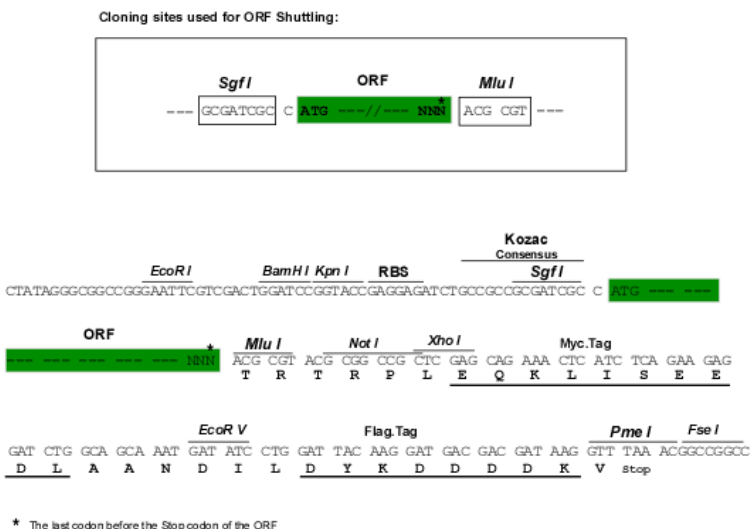 Cloning sites used for ORF Shuttling:
Sgf I ORF Mlu I
--- GCGATCGC C ATG ---//--- NNN* ACG CGT ---
Kozac
Consensus
EcoR I BamH I Kpn I RBS Sgf I
CTATAGGGCGGCCGGGAATTCGTCGACTGGATCCGGTACCGAGGAGATCTGCCGCCGCGATCGC C ATG --- ---
ORF Mlu I Not I Xho I Myc.Tag
--- --- --- --- --- --- NNN* ACG CGT ACG CGG CCG CTC GAG CAG AAA CTC ATC TCA GAA GAG
T R T R P L E Q K L I S E E
EcoR V Flag.Tag Pme I Fse I
GAT CTG GCA GCA AAT GAT ATC CTG GAT TAC AAG GAT GAC GAC GAT AAG GTT TAA ACGGCCGGCC
D L A A N D I L D Y K D D D D K V Stop
* The last codon before the Stop codon of the ORF